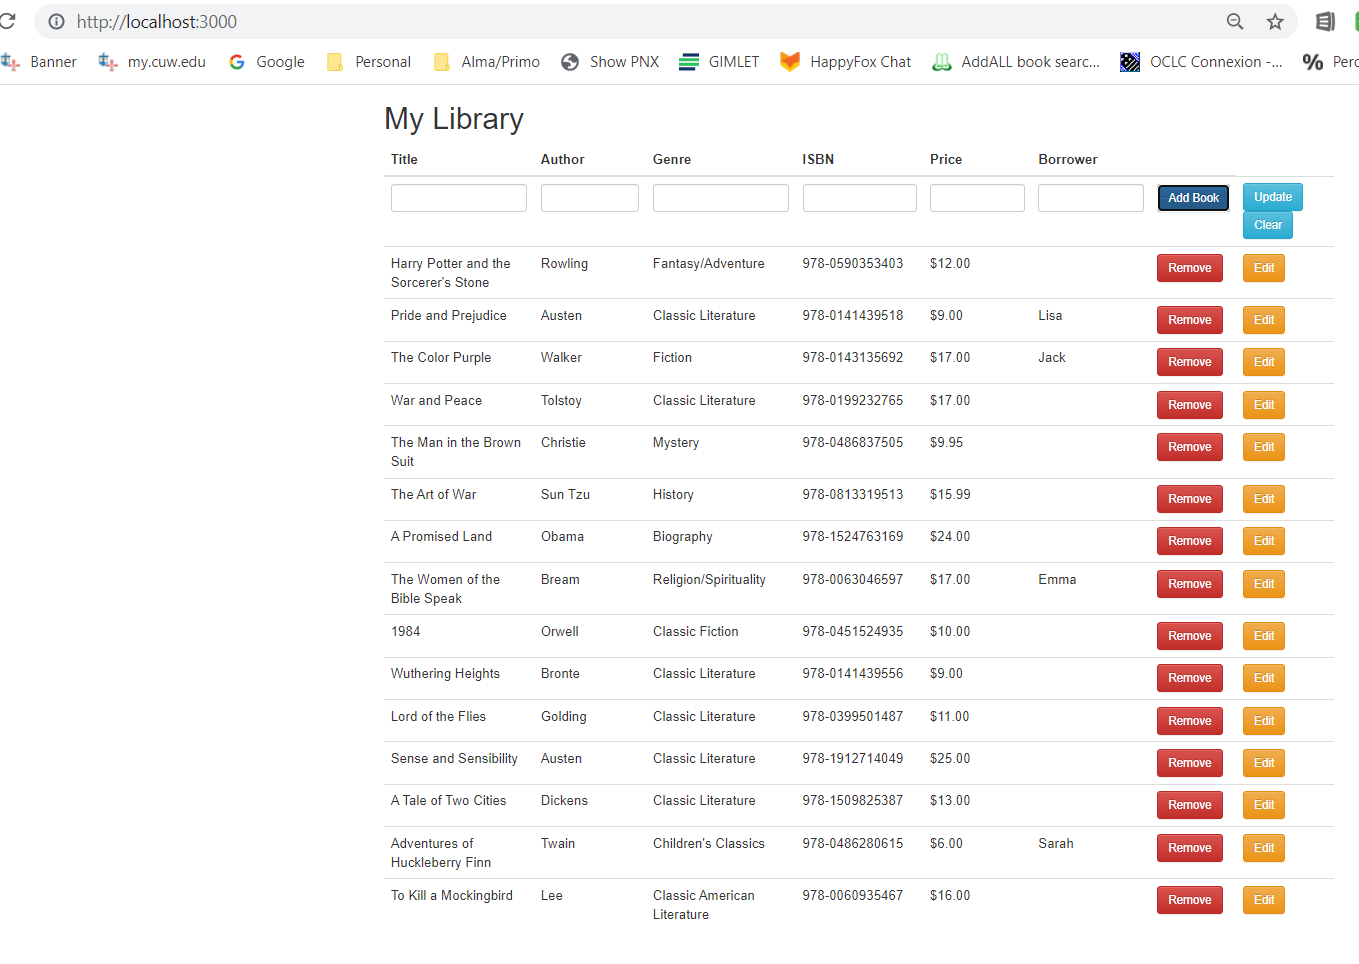 http://localhost:3000
Banner my.cuw.edu Google Personal Alma/Primo Show PNX GIMLET HappyFox Chat AddALL book searc... OCLC Connexion -... Perc
My Library
Title Author Genre ISBN Price Borrower
Add Book Update
Clear
Harry Potter and the Rowling Fantasy/Adventure 978-0590353403 $12.00 Remove Edit
Sorcerer's Stone
Pride and Prejudice Austen Classic Literature 978-0141439518 $9.00 Lisa Remove Edit
The Color Purple Walker Fiction 978-0143135692 $17.00 Jack Remove Edit
War and Peace Tolstoy Classic Literature 978-0199232765 $17.00 Remove Edit
The Man in the Brown Christie Mystery 978-0486837505 $9.95 Remove Edit
Suit
The Art of War Sun Tzu History 978-0813319513 $15.99 Remove Edit
A Promised Land Obama Biography 978-1524763169 $24.00 Remove Edit
The Women of the Bream Religion/Spirituality 978-0063046597 $17.00 Emma Remove Edit
Bible Speak
1984 Orwell Classic Fiction 978-0451524935 $10.00 Remove Edit
Wuthering Heights Bronte Classic Literature 978-0141439556 $9.00 Remove Edit
Lord of the Flies Golding Classic Literature 978-0399501487 $11.00 Remove Edit
Sense and Sensibility Austen Classic Literature 978-1912714049 $25.00 Remove Edit
A Tale of Two Cities Dickens Classic Literature 978-1509825387 $13.00 Remove Edit
Adventures of Twain Children's Classics 978-0486280615 $6.00 Sarah Remove Edit
Huckleberry Finn
To Kill a Mockingbird Lee Classic American 978-0060935467 $16.00 Remove Edit
Literature